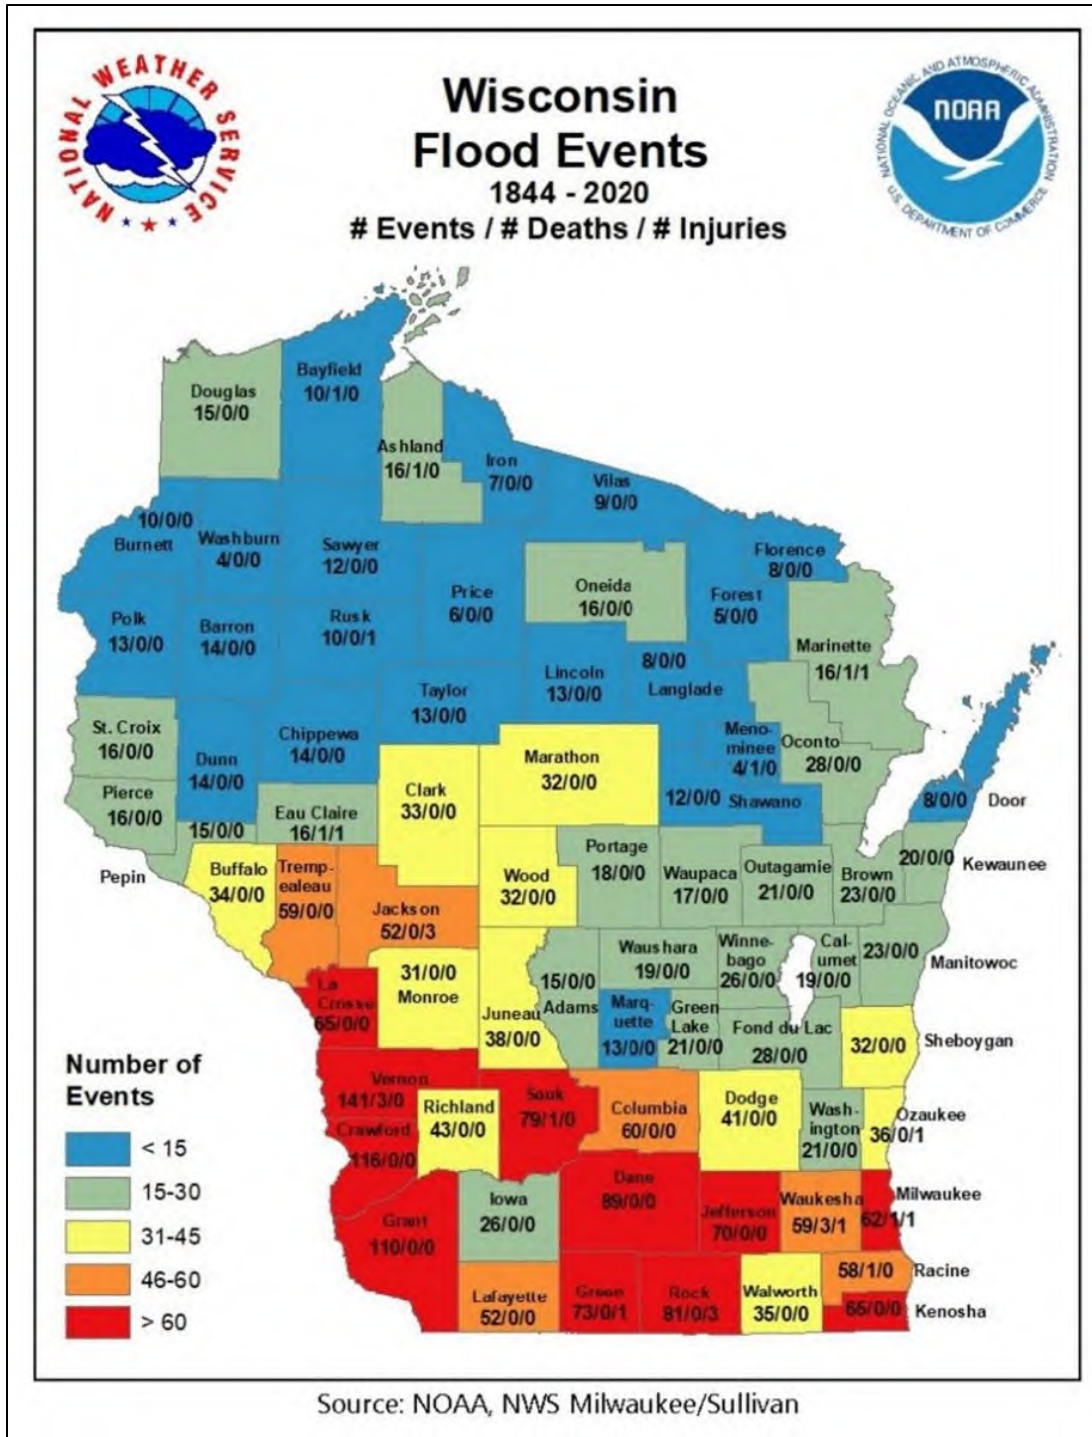 NATIONAL WEATHER SERVICE
NATIONAL OCEANIC AND ATMOSPHERIC ADMINISTRATION
U.S. DEPARTMENT OF COMMERCE
NOAA
Wisconsin
Flood Events
1844 - 2020
# Events / # Deaths / # Injuries
Douglas
15/0/0
Bayfield
10/1/0
Ashland
16/1/0
Iron
7/0/0
Vilas
9/0/0
10/0/0
Burnett
Washburn
4/0/0
Sawyer
12/0/0
Price
6/0/0
Oneida
16/0/0
Florence
8/0/0
Forest
5/0/0
Marinette
16/1/1
Polk
13/0/0
Barron
14/0/0
Rusk
10/0/1
Taylor
13/0/0
Lincoln
13/0/0
8/0/0
Langlade
St. Croix
16/0/0
Dunn
14/0/0
Chippewa
14/0/0
Clark
33/0/0
Marathon
32/0/0
Meno-
minee
4/1/0
Oconto
28/0/0
12/0/0 Shawano
8/0/0 Door
Pierce
16/0/0
15/0/0
Pepin
Eau Claire
16/1/1
Buffalo
34/0/0
Tremp-
ealeau
59/0/0
Jackson
52/0/3
Wood
32/0/0
Portage
18/0/0
Waupaca
17/0/0
Outagamie
21/0/0
Brown
23/0/0
20/0/0 Kewaunee
La
Crosse
65/0/0
31/0/0
Monroe
Juneau
38/0/0
15/0/0
Adams
Waushara
19/0/0
Winne-
bago
26/0/0
Cal-
umet
19/0/0
23/0/0 Manitowoc
Marq-
uette
13/0/0
Green
Lake
21/0/0
Fond du Lac
28/0/0
32/0/0 Sheboygan
Vernon
141/3/0
Crawford
116/0/0
Richland
43/0/0
Sauk
79/1/0
Columbia
60/0/0
Dodge
41/0/0
Wash-
ington
21/0/0
Ozaukee
36/0/1
Grant
110/0/0
Iowa
26/0/0
Dane
89/0/0
Jefferson
70/0/0
Waukesha
59/3/1
Milwaukee
62/1/1
Lafayette
52/0/0
Green
73/0/1
Rock
81/0/3
Walworth
35/0/0
58/1/0 Racine
65/0/0 Kenosha
Number of
Events
< 15
15-30
31-45
46-60
> 60
Source: NOAA, NWS Milwaukee/Sullivan